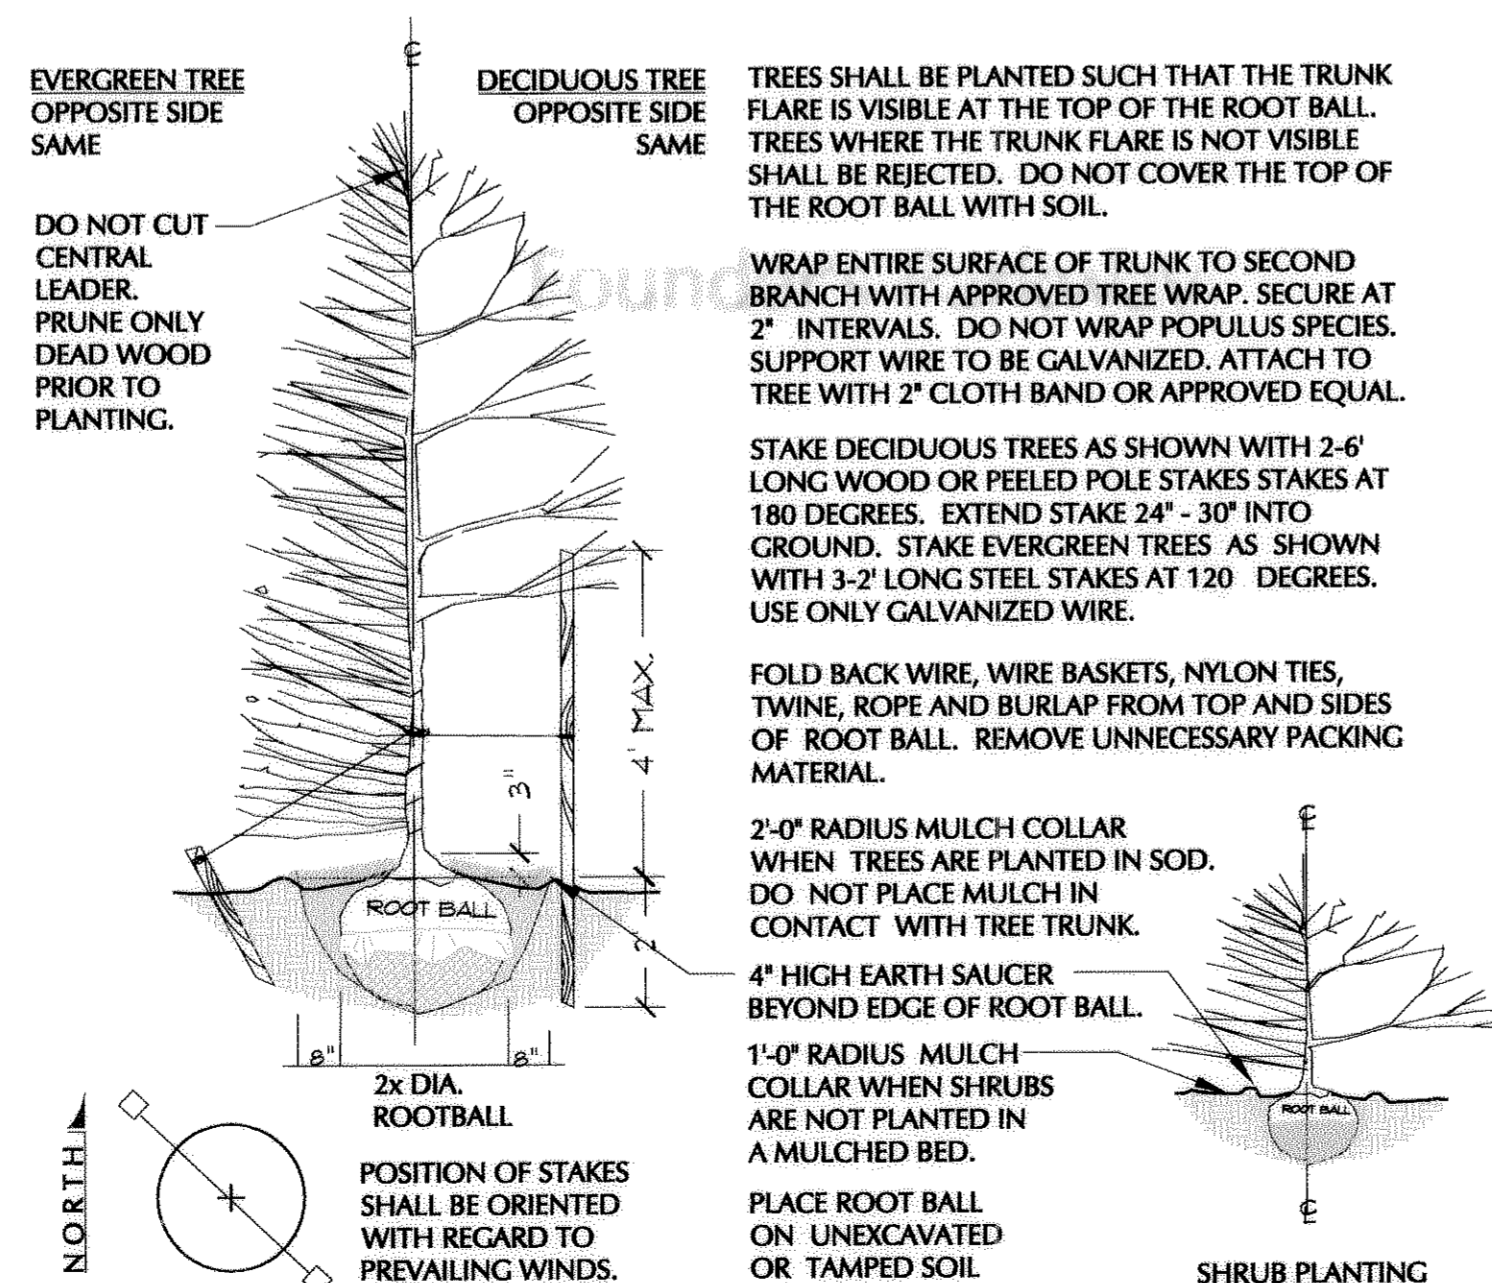 ℄
EVERGREEN TREE
OPPOSITE SIDE
SAME
DECIDUOUS TREE
OPPOSITE SIDE
SAME
DO NOT CUT
CENTRAL
LEADER.
PRUNE ONLY
DEAD WOOD
PRIOR TO
PLANTING.
TREES SHALL BE PLANTED SUCH THAT THE TRUNK
FLARE IS VISIBLE AT THE TOP OF THE ROOT BALL.
TREES WHERE THE TRUNK FLARE IS NOT VISIBLE
SHALL BE REJECTED. DO NOT COVER THE TOP OF
THE ROOT BALL WITH SOIL.
WRAP ENTIRE SURFACE OF TRUNK TO SECOND
BRANCH WITH APPROVED TREE WRAP. SECURE AT
2" INTERVALS. DO NOT WRAP POPULUS SPECIES.
SUPPORT WIRE TO BE GALVANIZED. ATTACH TO
TREE WITH 2" CLOTH BAND OR APPROVED EQUAL.
STAKE DECIDUOUS TREES AS SHOWN WITH 2-6'
LONG WOOD OR PEELED POLE STAKES STAKES AT
180 DEGREES. EXTEND STAKE 24" - 30" INTO
GROUND. STAKE EVERGREEN TREES AS SHOWN
WITH 3-2' LONG STEEL STAKES AT 120 DEGREES.
USE ONLY GALVANIZED WIRE.
FOLD BACK WIRE, WIRE BASKETS, NYLON TIES,
TWINE, ROPE AND BURLAP FROM TOP AND SIDES
OF ROOT BALL. REMOVE UNNECESSARY PACKING
MATERIAL.
2'-0" RADIUS MULCH COLLAR
WHEN TREES ARE PLANTED IN SOD.
DO NOT PLACE MULCH IN
CONTACT WITH TREE TRUNK.
4" HIGH EARTH SAUCER
BEYOND EDGE OF ROOT BALL.
1'-0" RADIUS MULCH
COLLAR WHEN SHRUBS
ARE NOT PLANTED IN
A MULCHED BED.
PLACE ROOT BALL
ON UNEXCAVATED
OR TAMPED SOIL
4' MAX.
3"
2'
ROOT BALL
8"
8"
2x DIA.
ROOTBALL
NORTH
POSITION OF STAKES
SHALL BE ORIENTED
WITH REGARD TO
PREVAILING WINDS.
℄
ROOT BALL
℄
SHRUB PLANTING